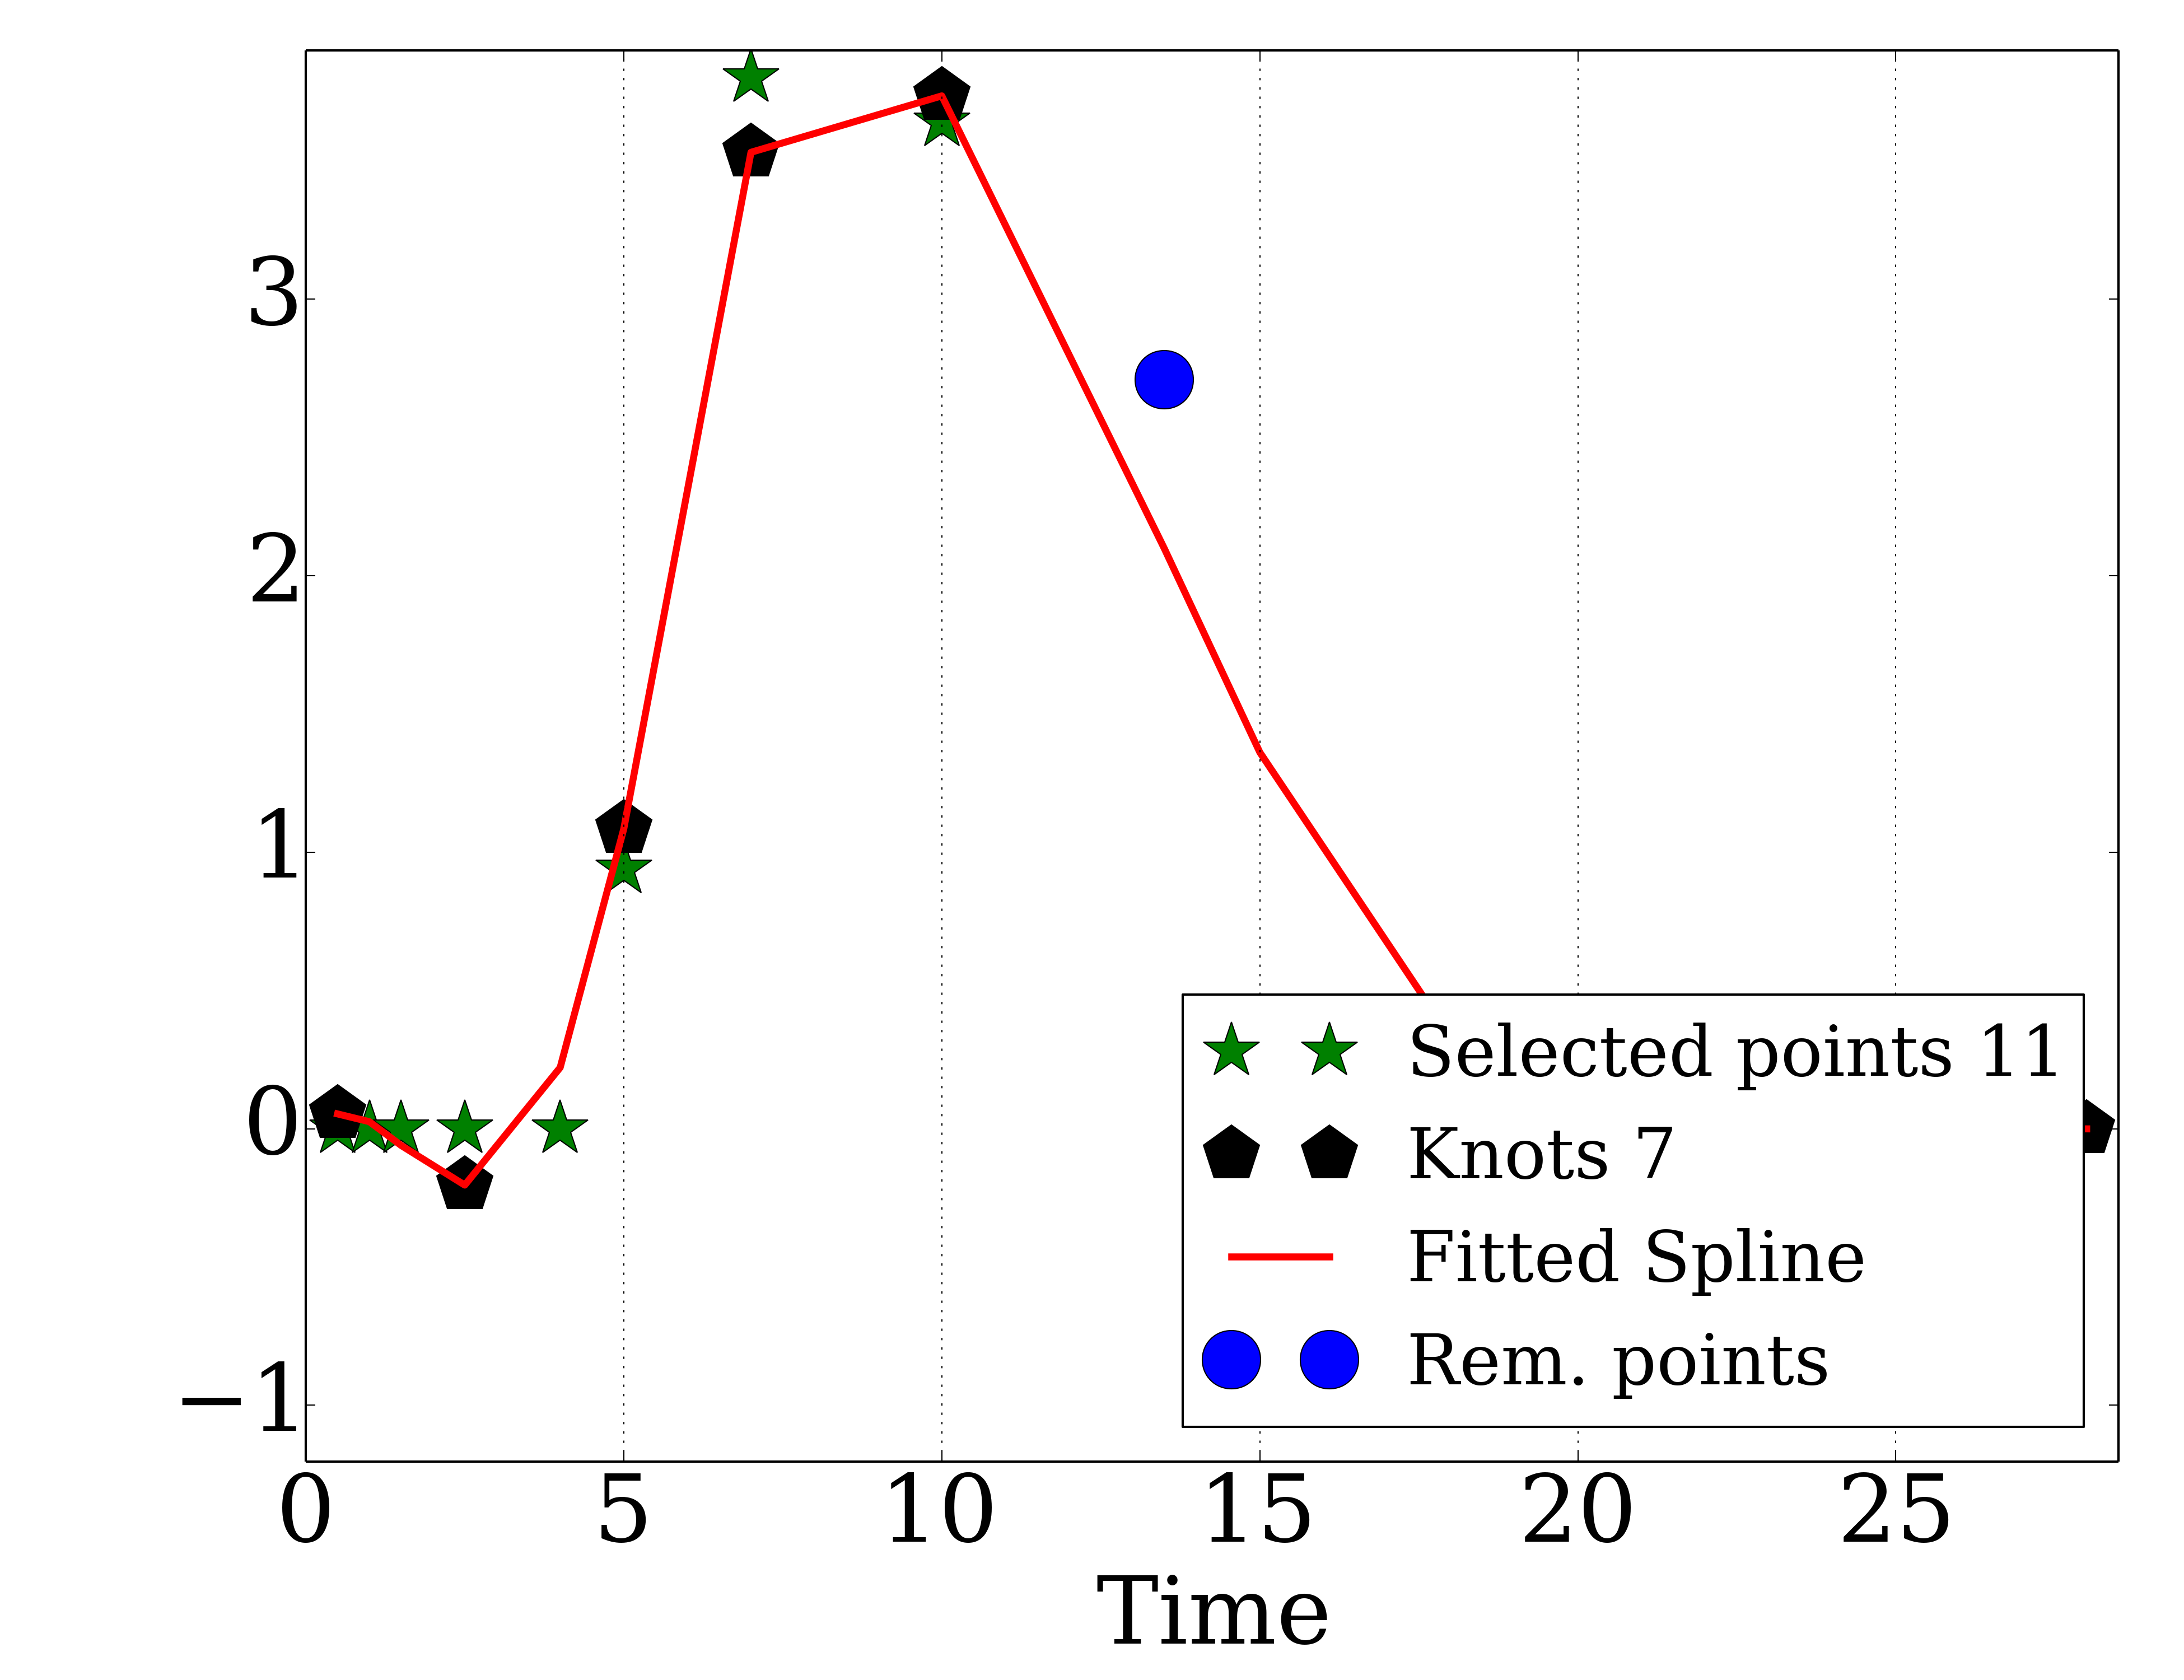 3
2
1
0
−1
0 5 10 15 20 25
Time
Selected points 11
Knots 7
Fitted Spline
Rem. points